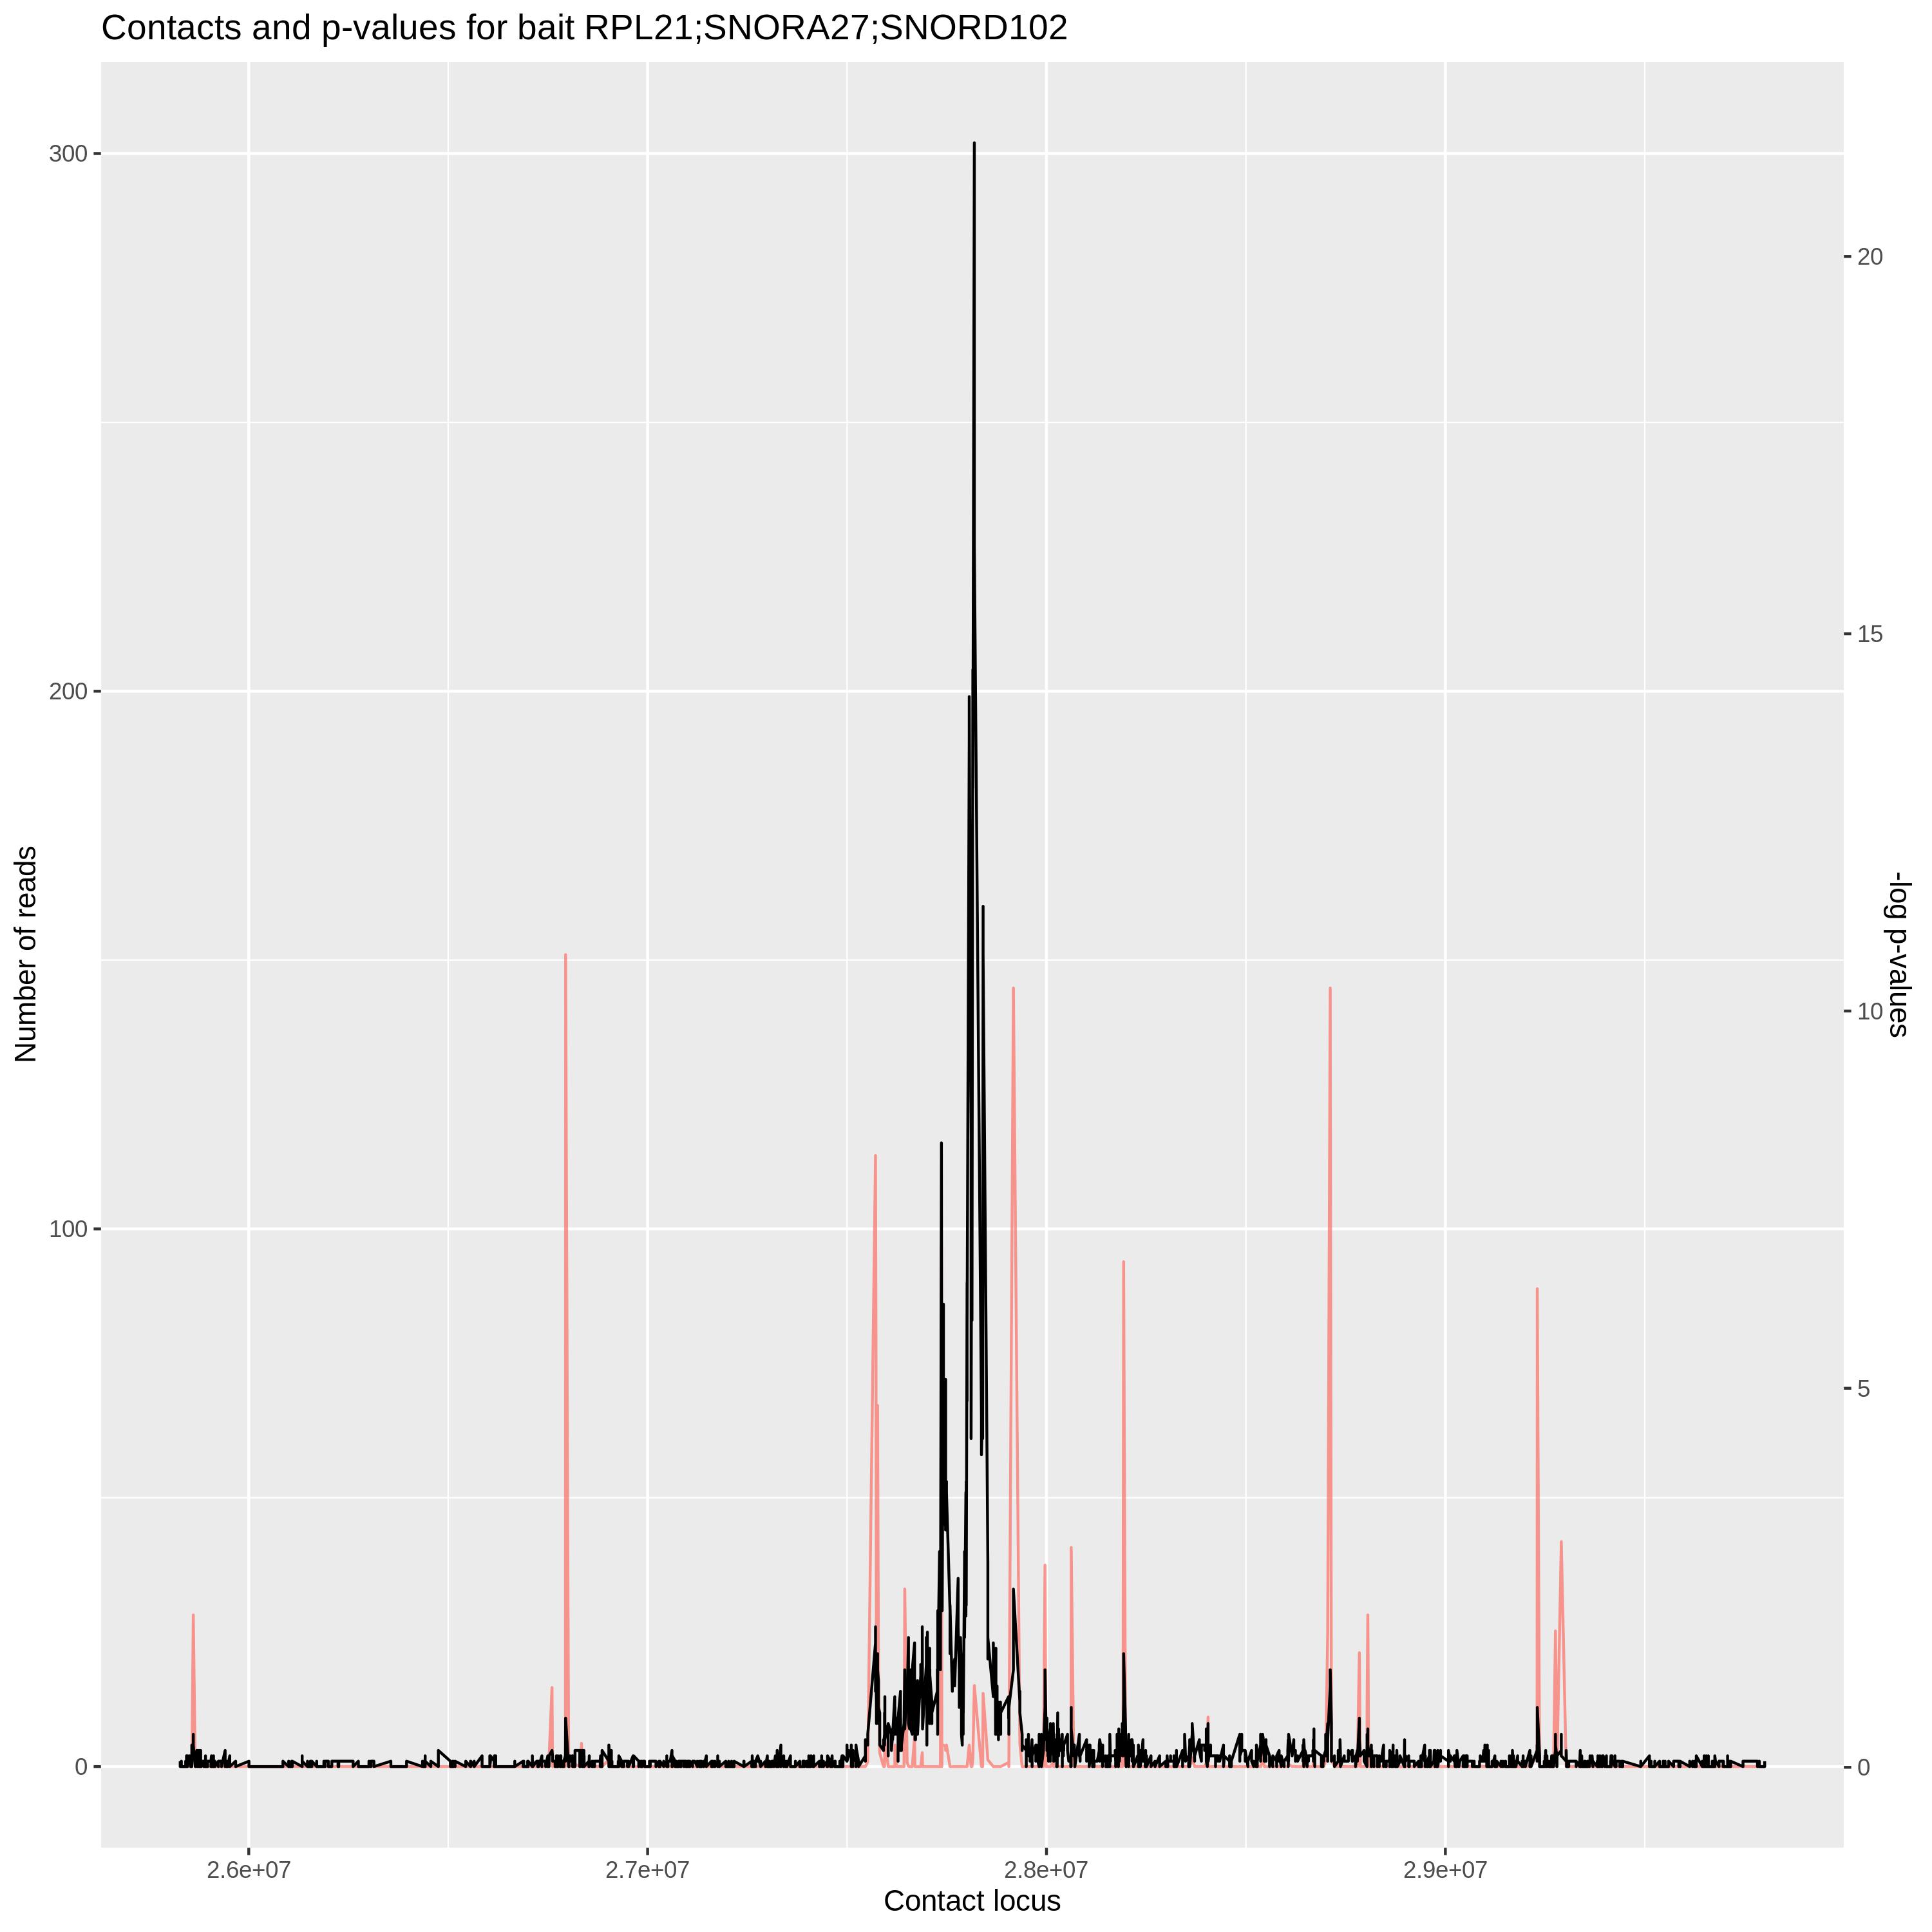 Contacts and p-values for bait RPL21;SNORA27;SNORD102
300
200
100
0
20
15
10
5
0
Number of reads
-log p-values
2.6e+07
2.7e+07
2.8e+07
2.9e+07
Contact locus